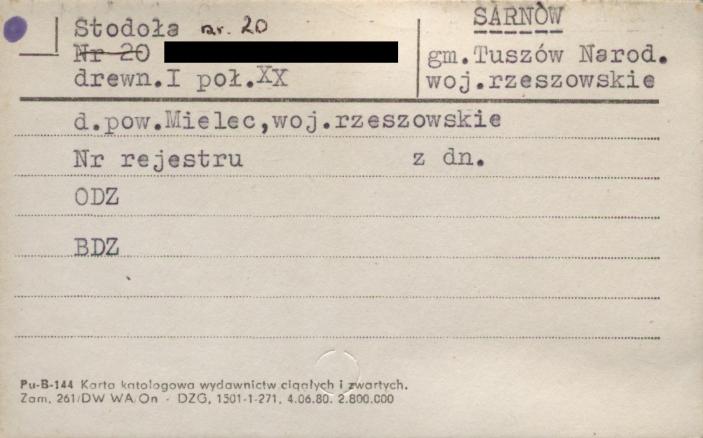 Stodoła nr. 20
Nr 20
drewn.I poł.XX
SARNÓW
gm.Tuszów Narod.
woj.rzeszowskie
d.pow.Mielec,woj.rzeszowskie
Nr rejestru z dn.
ODZ
BDZ
Pu-B-144 Karta katalogowa wydawnictw ciągłych i zwartych.
Zam. 261/DW WA/On - DZG, 1501-1-271, 4.06.80. 2.800.000